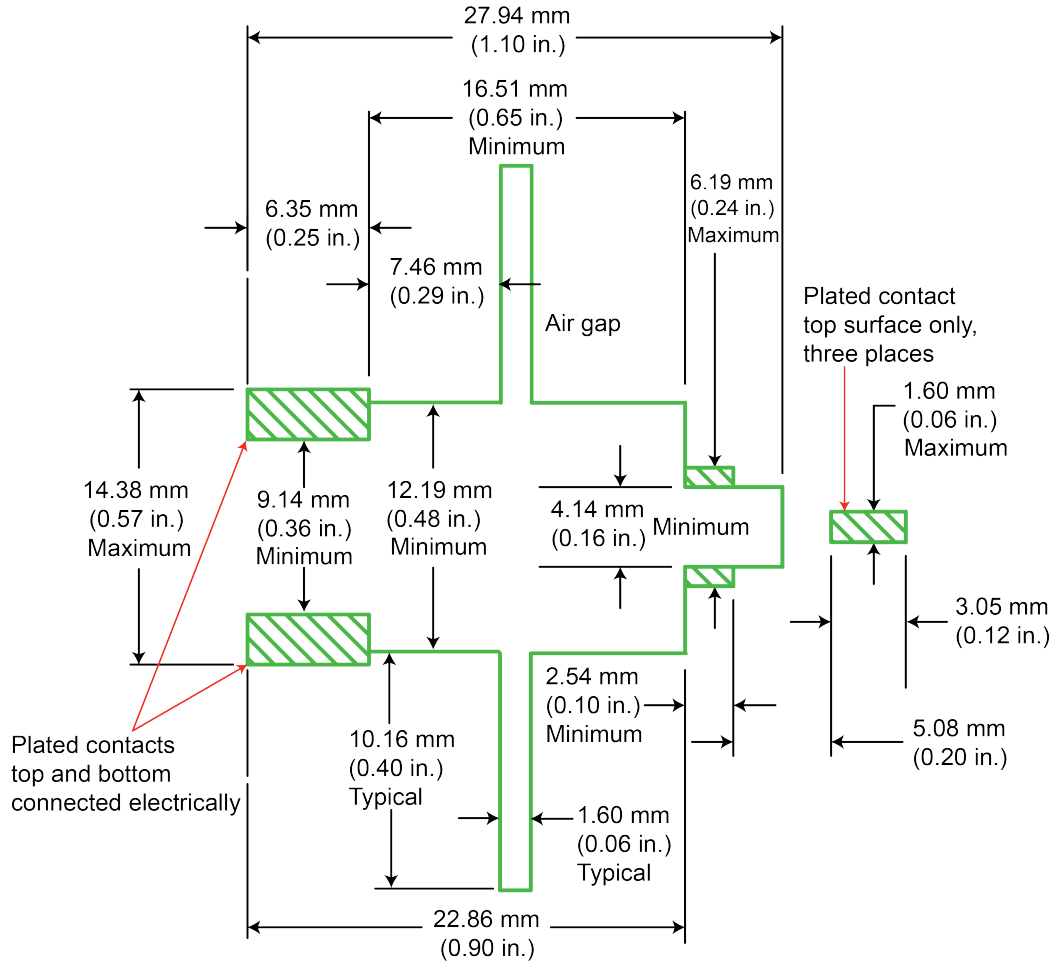 27.94 mm
(1.10 in.)
16.51 mm
(0.65 in.)
Minimum
6.19 mm
(0.24 in.)
Maximum
6.35 mm
(0.25 in.)
7.46 mm
(0.29 in.)
Air gap
Plated contact
top surface only,
three places
1.60 mm
(0.06 in.)
Maximum
14.38 mm
(0.57 in.)
Maximum
9.14 mm
(0.36 in.)
Minimum
12.19 mm
(0.48 in.)
Minimum
4.14 mm
(0.16 in.)
Minimum
3.05 mm
(0.12 in.)
2.54 mm
(0.10 in.)
Minimum
5.08 mm
(0.20 in.)
Plated contacts
top and bottom
connected electrically
10.16 mm
(0.40 in.)
Typical
1.60 mm
(0.06 in.)
Typical
22.86 mm
(0.90 in.)